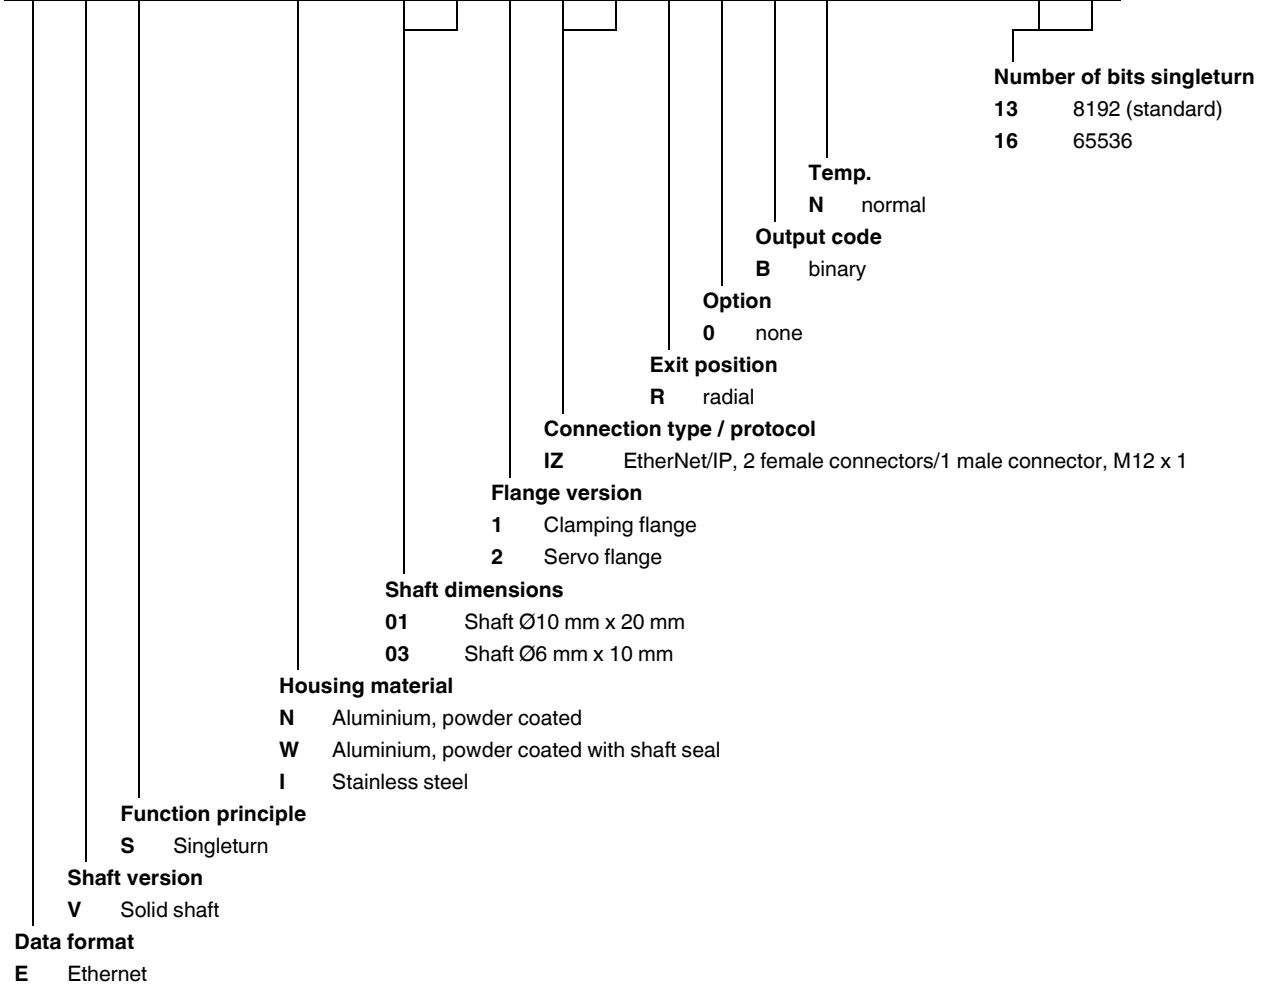 Number of bits singleturn
13 8192 (standard)
16 65536
Temp.
N normal
Output code
B binary
Option
0 none
Exit position
R radial
Connection type / protocol
IZ EtherNet/IP, 2 female connectors/1 male connector, M12 x 1
Flange version
1 Clamping flange
2 Servo flange
Shaft dimensions
01 Shaft Ø10 mm x 20 mm
03 Shaft Ø6 mm x 10 mm
Housing material
N Aluminium, powder coated
W Aluminium, powder coated with shaft seal
I Stainless steel
Function principle
S Singleturn
Shaft version
V Solid shaft
Data format
E Ethernet